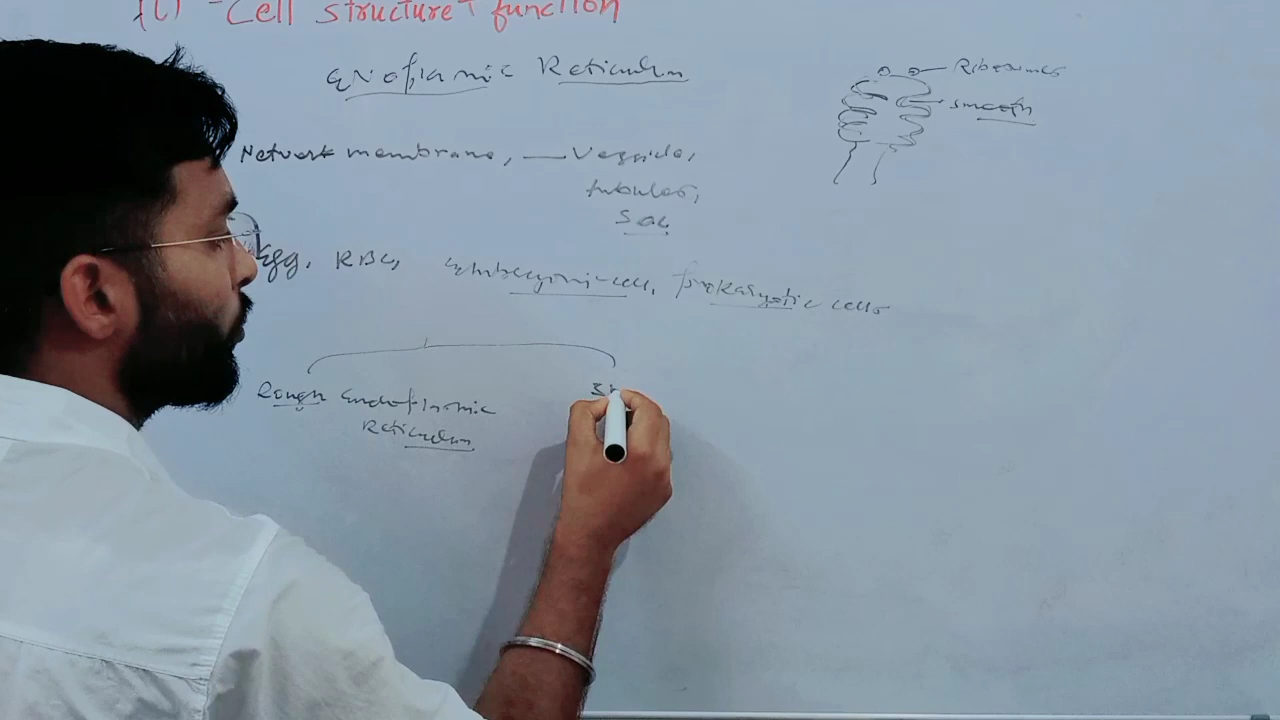 Cell structure + function
Endoplasmic Reticulum
Ribosomes
smooth
Network membrane, — Vesicle,
tubules,
Sac
Egg, RBC, Embryonic cell, prokaryotic cells
Rough Endoplasmic
Reticulum